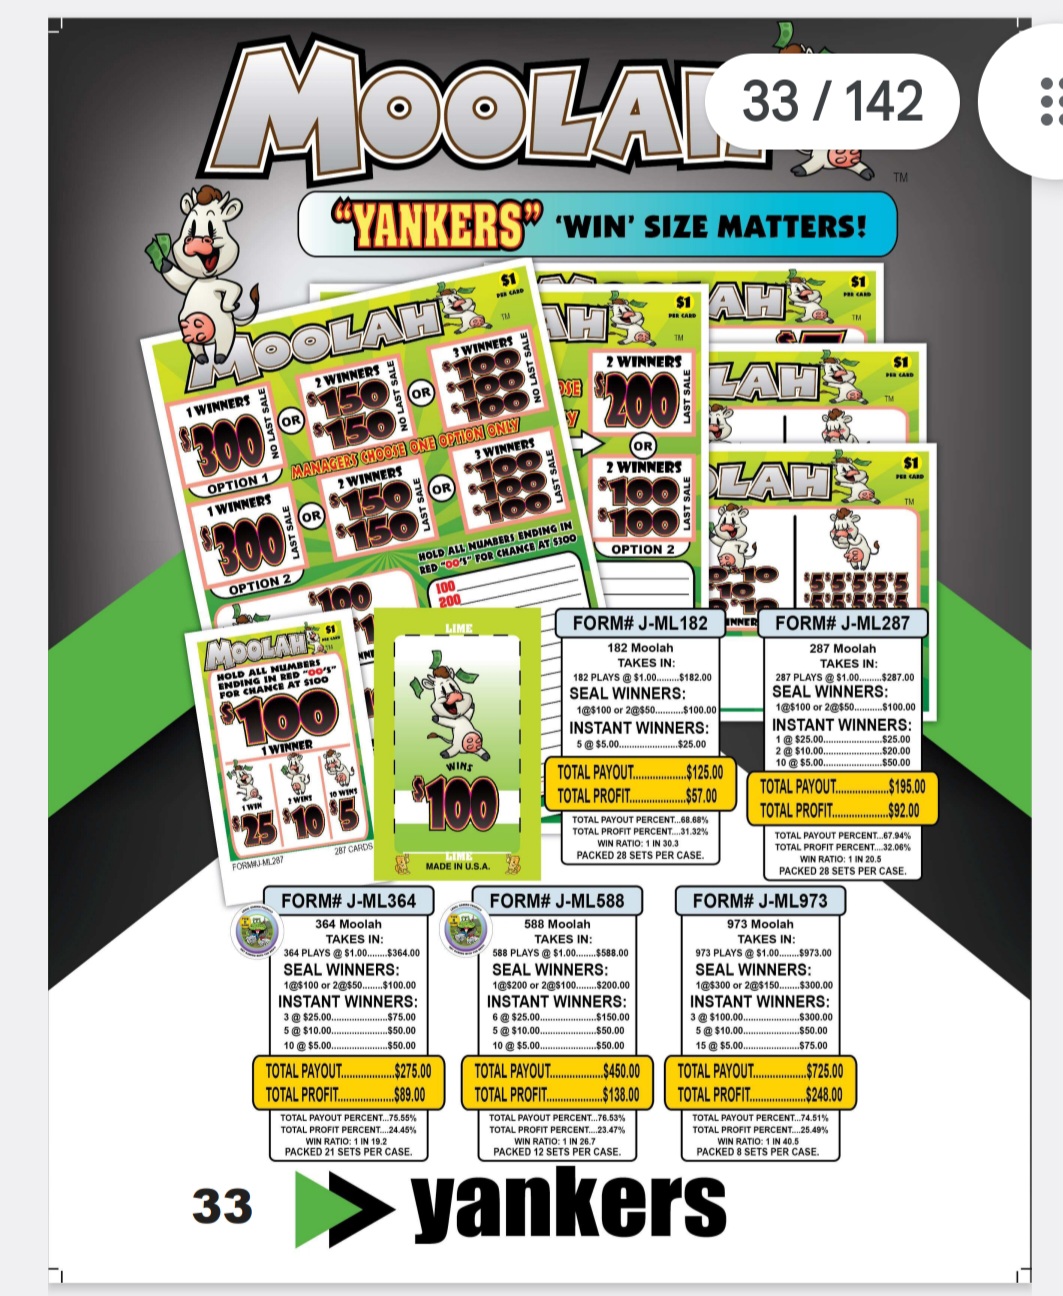 MOOLAH
33 / 142
TM
"YANKERS" 'WIN' SIZE MATTERS!
MOOLAH
$1
PER CARD
TM
1 WINNERS
$300
NO LAST SALE
OPTION 1
OR
2 WINNERS
$150
$150
NO LAST SALE
OR
3 WINNERS
$100
100
100
NO LAST SALE
MANAGERS CHOOSE ONE OPTION ONLY
1 WINNERS
$300
LAST SALE
OPTION 2
OR
2 WINNERS
$150
$150
LAST SALE
OR
3 WINNERS
$100
100
100
LAST SALE
HOLD ALL NUMBERS ENDING IN
RED "00'S" FOR CHANCE AT $300
100
200
$100
AH
$1
PER CARD
TM
2 WINNERS
$200
LAST SALE
OR
2 WINNERS
$100
$100
LAST SALE
OPTION 2
AH
$1
PER CARD
TM
LAH
$1
PER CARD
TM
LAH
$1
PER CARD
TM
$5$5$5$5$5
$5$5$5$5$5
MOOLAH
$1
PER CARD
HOLD ALL NUMBERS
ENDING IN RED "00'S"
FOR CHANCE AT $100
$100
1 WINNER
1 WIN
$25
2 WINS
$10
10 WINS
$5
FORM#J-ML287
287 CARDS
LIME
WINS
$100
LIME
MADE IN U.S.A.
FORM# J-ML182
182 Moolah
TAKES IN:
182 PLAYS @ $1.00.........$182.00
SEAL WINNERS:
1@$100 or 2@$50............$100.00
INSTANT WINNERS:
5 @ $5.00.........................$25.00
TOTAL PAYOUT................$125.00
TOTAL PROFIT...................$57.00
TOTAL PAYOUT PERCENT...68.68%
TOTAL PROFIT PERCENT....31.32%
WIN RATIO: 1 IN 30.3
PACKED 28 SETS PER CASE.
FORM# J-ML287
287 Moolah
TAKES IN:
287 PLAYS @ $1.00.........$287.00
SEAL WINNERS:
1@$100 or 2@$50............$100.00
INSTANT WINNERS:
1 @ $25.00.........................$25.00
2 @ $10.00.........................$20.00
10 @ $5.00.........................$50.00
TOTAL PAYOUT................$195.00
TOTAL PROFIT...................$92.00
TOTAL PAYOUT PERCENT...67.94%
TOTAL PROFIT PERCENT....32.06%
WIN RATIO: 1 IN 20.5
PACKED 28 SETS PER CASE.
FORM# J-ML364
364 Moolah
TAKES IN:
364 PLAYS @ $1.00.......$364.00
SEAL WINNERS:
1@$100 or 2@$50..........$100.00
INSTANT WINNERS:
3 @ $25.00.......................$75.00
5 @ $10.00.......................$50.00
10 @ $5.00.......................$50.00
TOTAL PAYOUT................$275.00
TOTAL PROFIT...................$89.00
TOTAL PAYOUT PERCENT...75.55%
TOTAL PROFIT PERCENT....24.45%
WIN RATIO: 1 IN 19.2
PACKED 21 SETS PER CASE.
FORM# J-ML588
588 Moolah
TAKES IN:
588 PLAYS @ $1.00.......$588.00
SEAL WINNERS:
1@$200 or 2@$100........$200.00
INSTANT WINNERS:
6 @ $25.00.....................$150.00
5 @ $10.00.......................$50.00
10 @ $5.00.......................$50.00
TOTAL PAYOUT................$450.00
TOTAL PROFIT.................$138.00
TOTAL PAYOUT PERCENT...76.53%
TOTAL PROFIT PERCENT....23.47%
WIN RATIO: 1 IN 26.7
PACKED 12 SETS PER CASE.
FORM# J-ML973
973 Moolah
TAKES IN:
973 PLAYS @ $1.00.......$973.00
SEAL WINNERS:
1@$300 or 2@$150........$300.00
INSTANT WINNERS:
3 @ $100.00...................$300.00
5 @ $10.00.......................$50.00
15 @ $5.00.......................$75.00
TOTAL PAYOUT................$725.00
TOTAL PROFIT.................$248.00
TOTAL PAYOUT PERCENT...74.51%
TOTAL PROFIT PERCENT....25.49%
WIN RATIO: 1 IN 40.5
PACKED 8 SETS PER CASE.
33
yankers